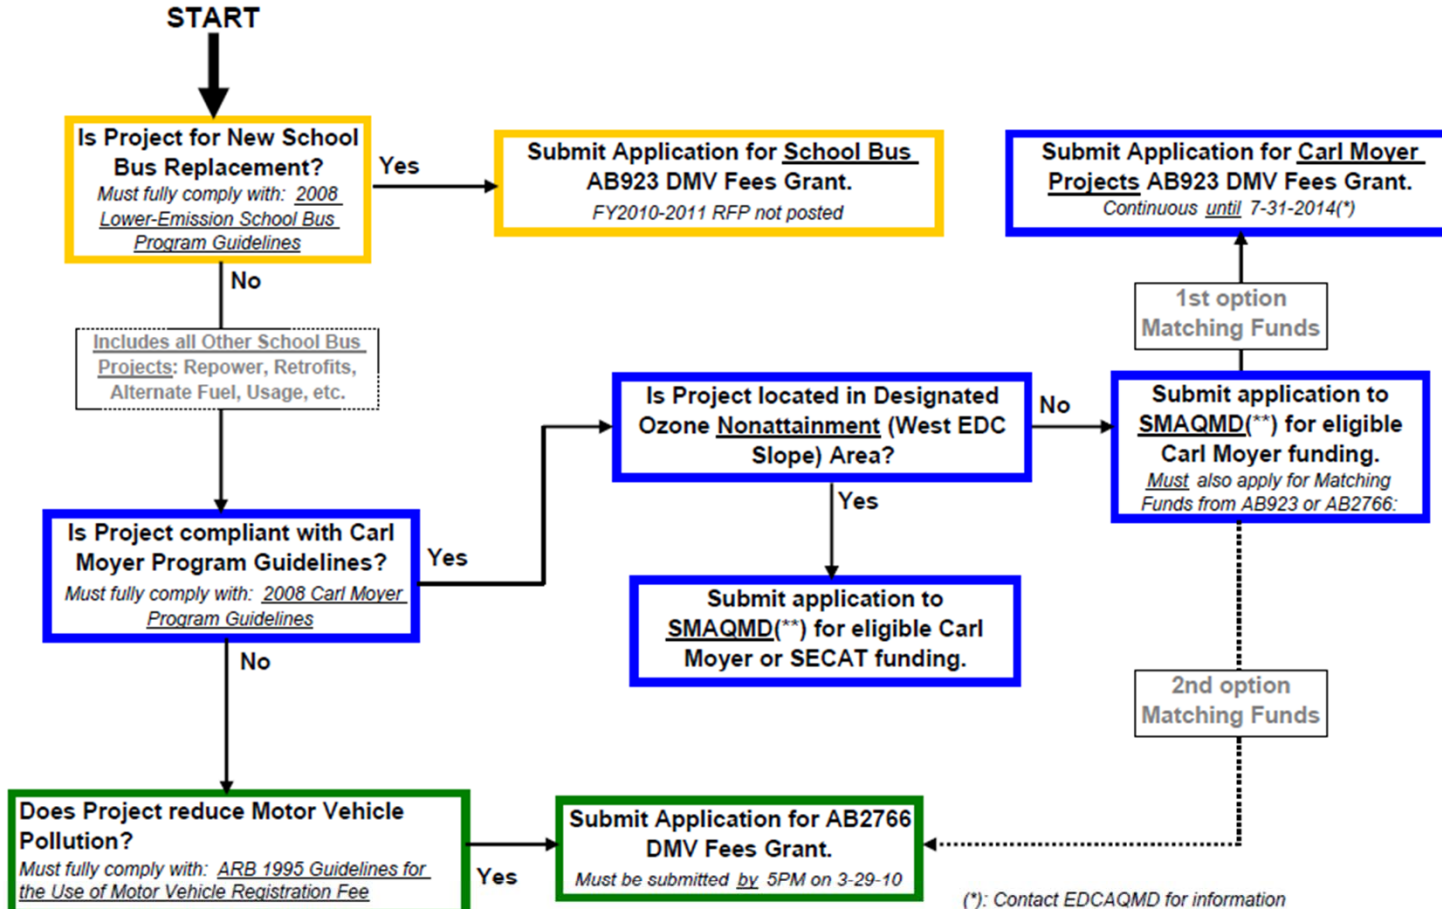 START
Is Project for New School
Bus Replacement?
Must fully comply with: 2008
Lower-Emission School Bus
Program Guidelines
Yes
Submit Application for School Bus
AB923 DMV Fees Grant.
FY2010-2011 RFP not posted
Submit Application for Carl Moyer
Projects AB923 DMV Fees Grant.
Continuous until 7-31-2014(*)
No
1st option
Matching Funds
Includes all Other School Bus
Projects: Repower, Retrofits,
Alternate Fuel, Usage, etc.
Is Project located in Designated
Ozone Nonattainment (West EDC
Slope) Area?
No
Submit application to
SMAQMD(**) for eligible
Carl Moyer funding.
Must also apply for Matching
Funds from AB923 or AB2766:
Yes
Is Project compliant with Carl
Moyer Program Guidelines?
Must fully comply with: 2008 Carl Moyer
Program Guidelines
Yes
Submit application to
SMAQMD(**) for eligible Carl
Moyer or SECAT funding.
No
2nd option
Matching Funds
Does Project reduce Motor Vehicle
Pollution?
Must fully comply with: ARB 1995 Guidelines for
the Use of Motor Vehicle Registration Fee
Yes
Submit Application for AB2766
DMV Fees Grant.
Must be submitted by 5PM on 3-29-10
(*): Contact EDCAQMD for information